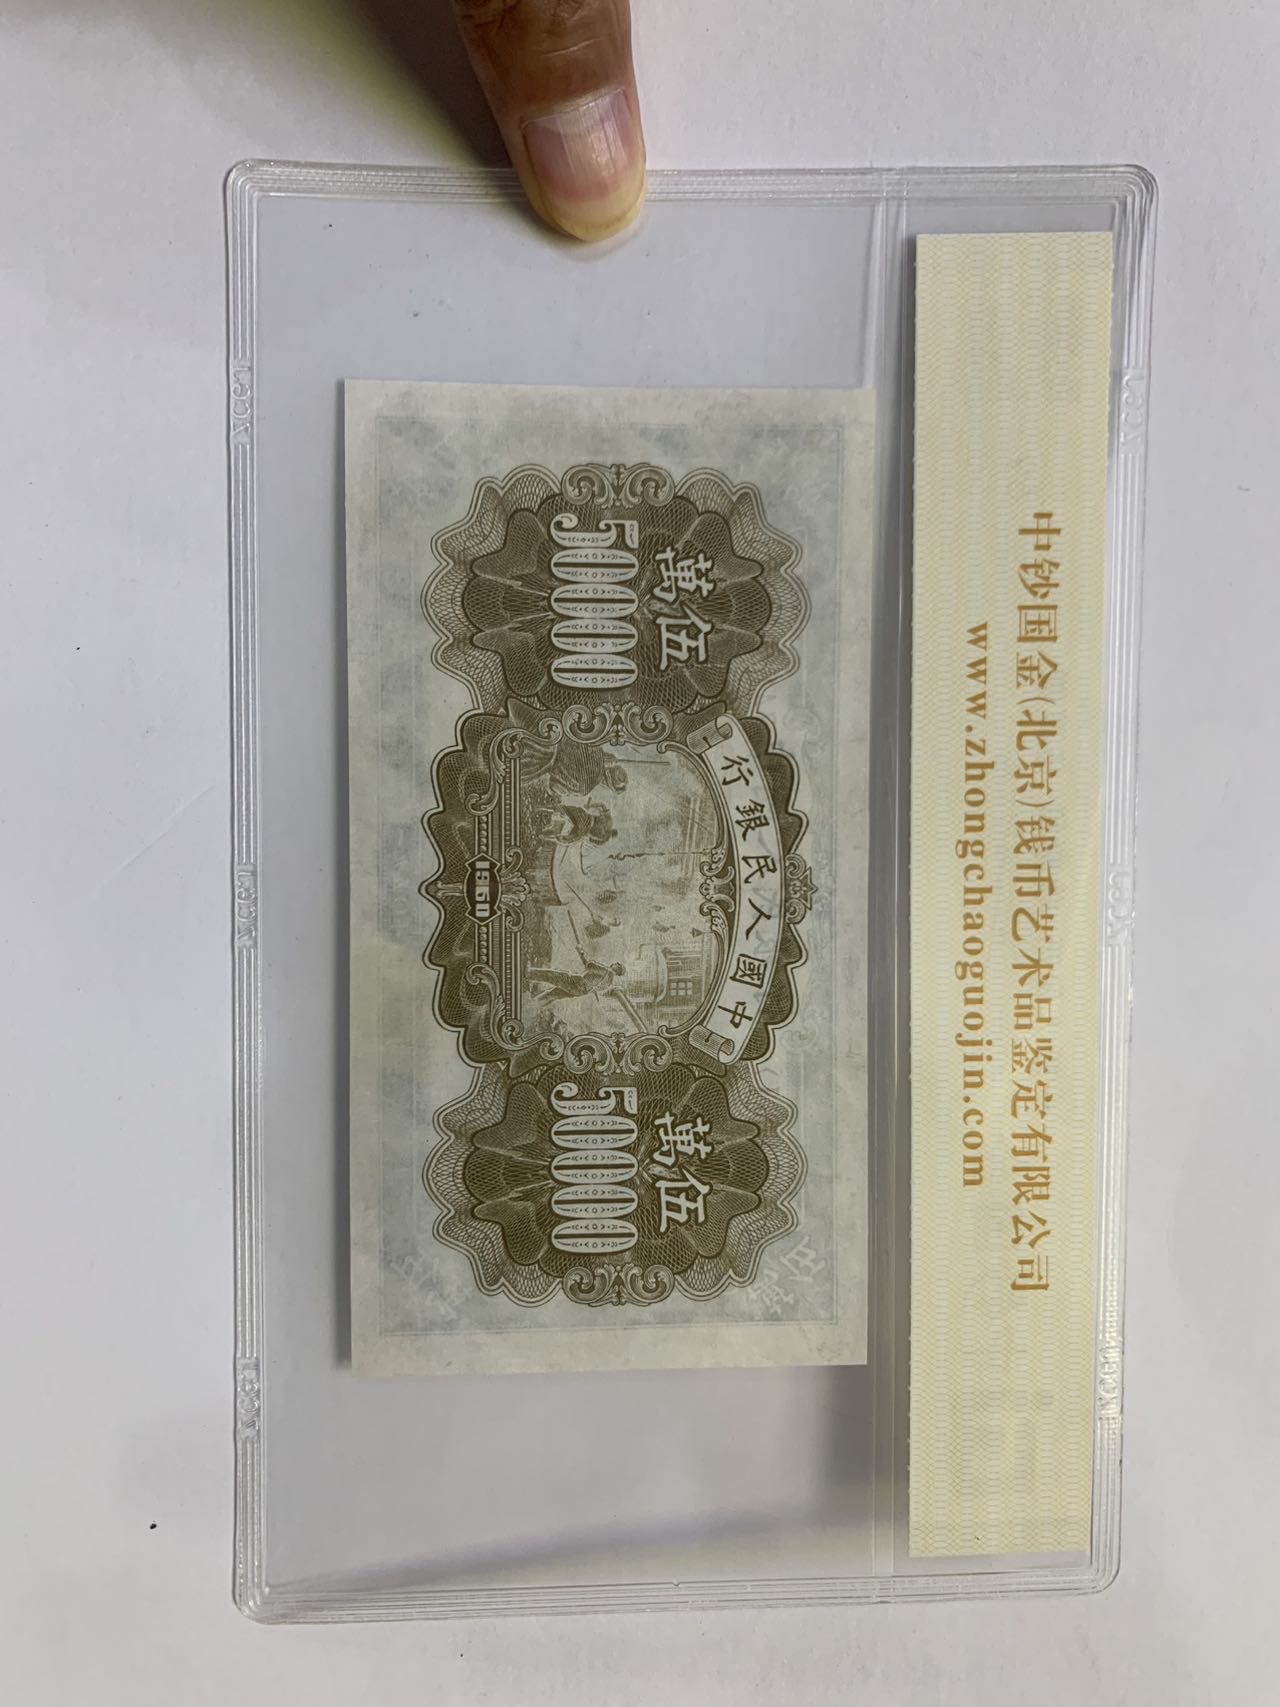 中钞国金(北京)钱币艺术品鉴定有限公司
www.zhongchaoguojin.com
行銀民人國中
萬伍
50000
萬伍
50000
1950